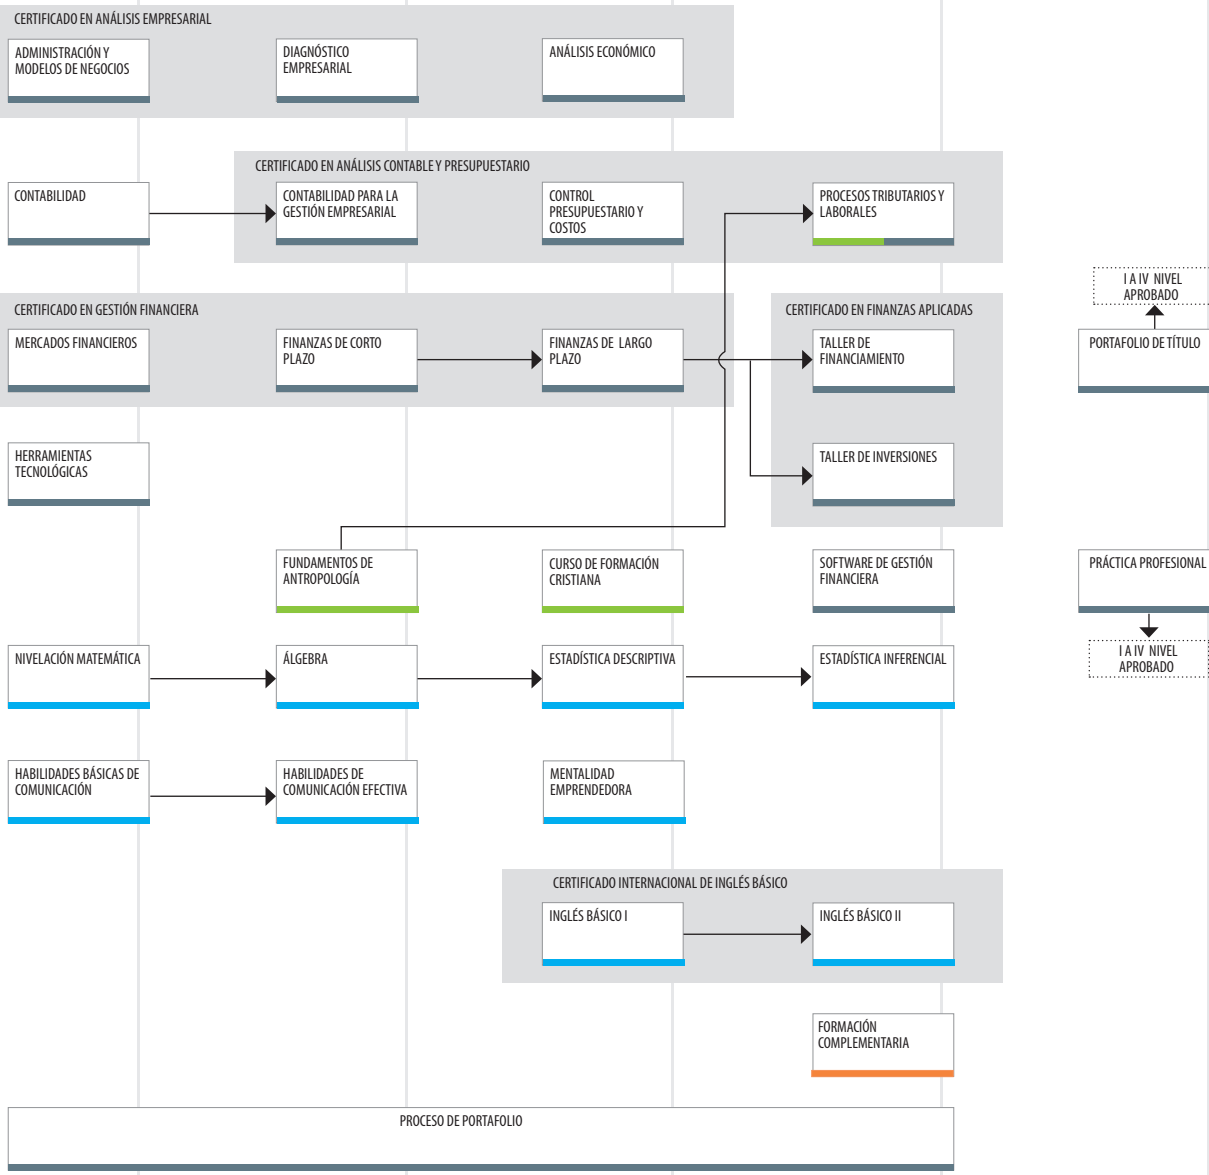 CERTIFICADO EN ANÁLISIS EMPRESARIAL
ADMINISTRACIÓN Y
MODELOS DE NEGOCIOS
DIAGNÓSTICO
EMPRESARIAL
ANÁLISIS ECONÓMICO
CERTIFICADO EN ANÁLISIS CONTABLE Y PRESUPUESTARIO
CONTABILIDAD
CONTABILIDAD PARA LA
GESTIÓN EMPRESARIAL
CONTROL
PRESUPUESTARIO Y
COSTOS
PROCESOS TRIBUTARIOS Y
LABORALES
I A IV NIVEL
APROBADO
CERTIFICADO EN GESTIÓN FINANCIERA
CERTIFICADO EN FINANZAS APLICADAS
MERCADOS FINANCIEROS
FINANZAS DE CORTO
PLAZO
FINANZAS DE LARGO
PLAZO
TALLER DE
FINANCIAMIENTO
PORTAFOLIO DE TÍTULO
HERRAMIENTAS
TECNOLÓGICAS
TALLER DE INVERSIONES
FUNDAMENTOS DE
ANTROPOLOGÍA
CURSO DE FORMACIÓN
CRISTIANA
SOFTWARE DE GESTIÓN
FINANCIERA
PRÁCTICA PROFESIONAL
I A IV NIVEL
APROBADO
NIVELACIÓN MATEMÁTICA
ÁLGEBRA
ESTADÍSTICA DESCRIPTIVA
ESTADÍSTICA INFERENCIAL
HABILIDADES BÁSICAS DE
COMUNICACIÓN
HABILIDADES DE
COMUNICACIÓN EFECTIVA
MENTALIDAD
EMPRENDEDORA
CERTIFICADO INTERNACIONAL DE INGLÉS BÁSICO
INGLÉS BÁSICO I
INGLÉS BÁSICO II
FORMACIÓN
COMPLEMENTARIA
PROCESO DE PORTAFOLIO